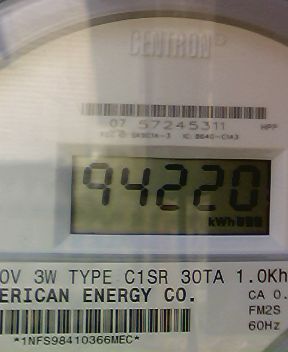 CENTRON®
07 57245311 HPP
94220
kWh
0V 3W TYPE C1SR 30TA 1.0Kh
ERICAN ENERGY CO.
CA 0.
FM2S
60Hz
*1NFS98410366MEC*